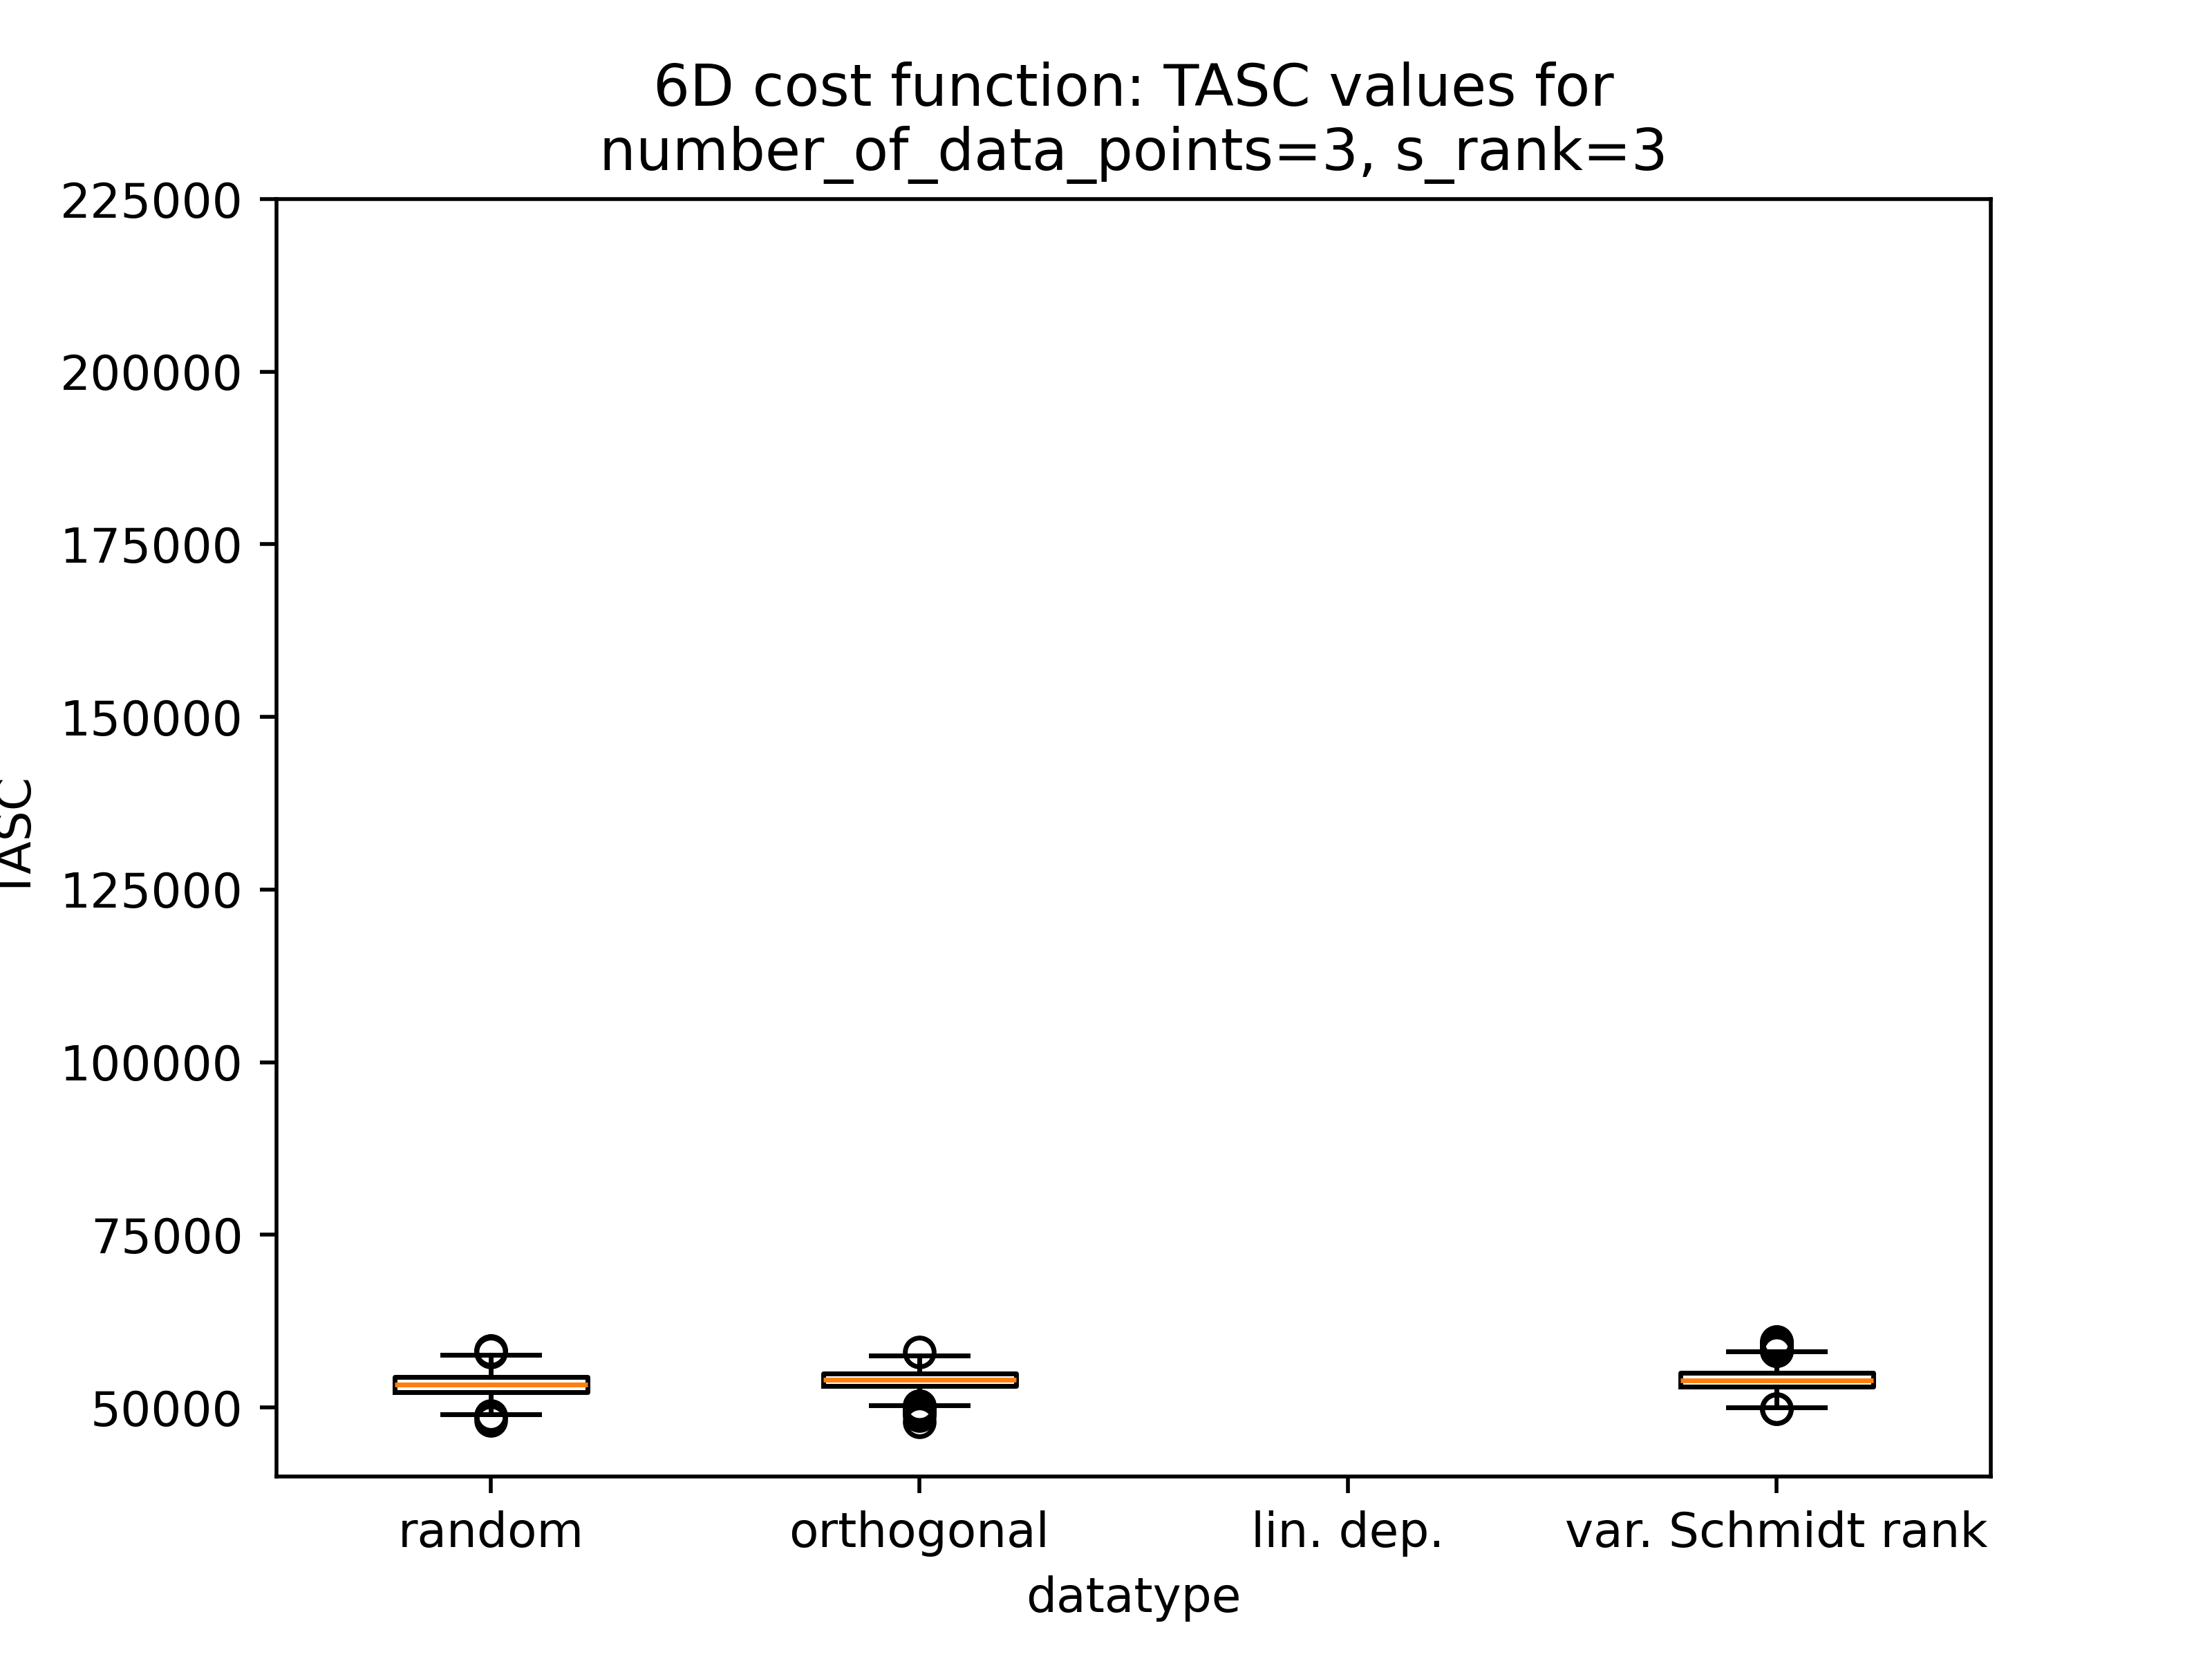 6D cost function: TASC values for
number_of_data_points=3, s_rank=3
225000
200000
175000
150000
125000
100000
75000
50000
TASC
random
orthogonal
lin. dep.
var. Schmidt rank
datatype